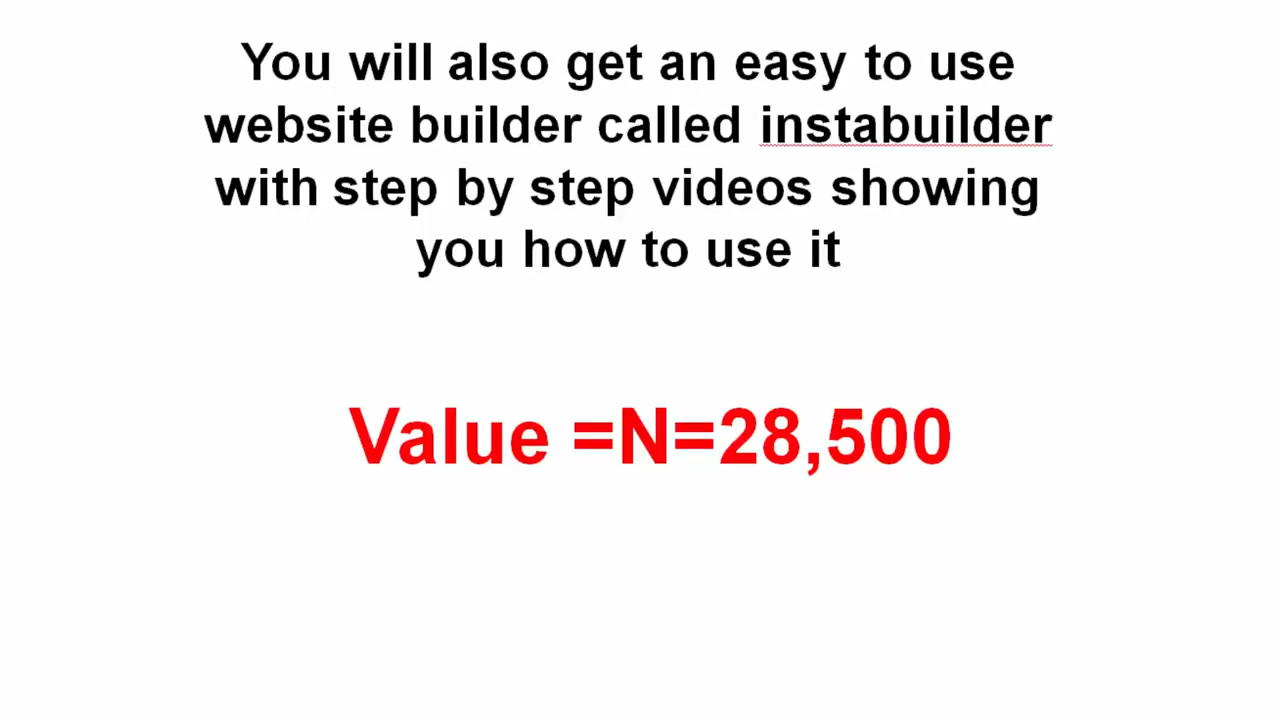 You will also get an easy to use
website builder called instabuilder
with step by step videos showing
you how to use it
Value =N=28,500